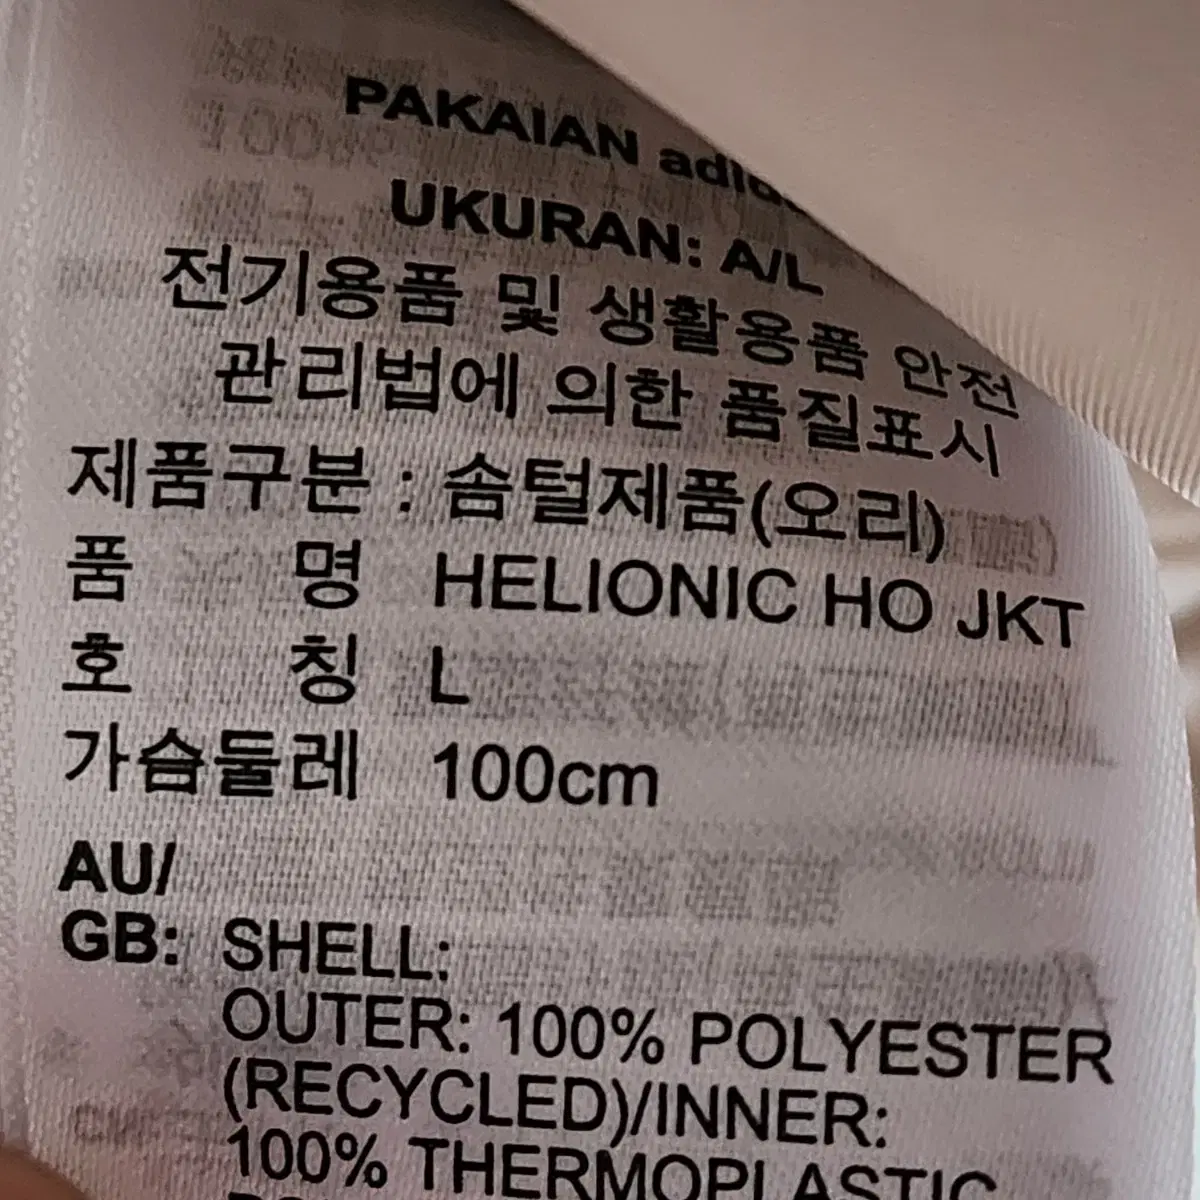 PAKAIAN
UKURAN: A/L
전기용품 및 생활용품 안전
관리법에 의한 품질표시
제품구분 : 솜털제품(오리)
품 명 HELIONIC HO JKT
호 칭 L
가슴둘레 100cm
AU/
GB: SHELL:
OUTER: 100% POLYESTER
(RECYCLED)/INNER:
100% THERMOPLASTIC